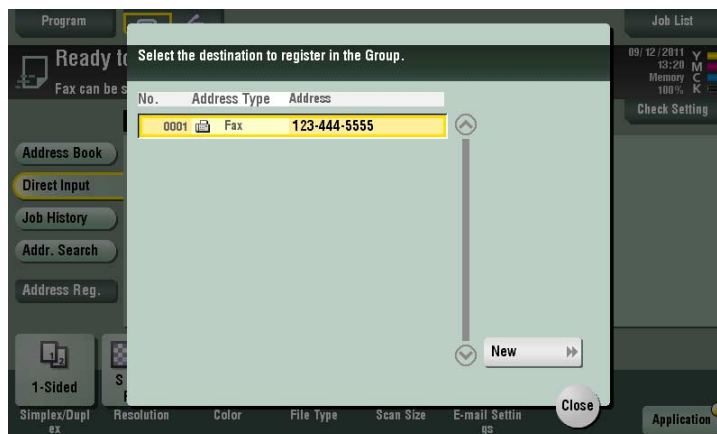 Program
Job List
Ready to
Fax can be s
09/12/2011
13:20
Memory
100%
Y
M
C
K
Check Setting
Select the destination to register in the Group.
No. Address Type Address
0001 Fax 123-444-5555
Address Book
Direct Input
Job History
Addr. Search
Address Reg.
New
Close
1-Sided
S
Simplex/Dupl
ex
Resolution
Color
File Type
Scan Size
E-mail Settin
gs
Application